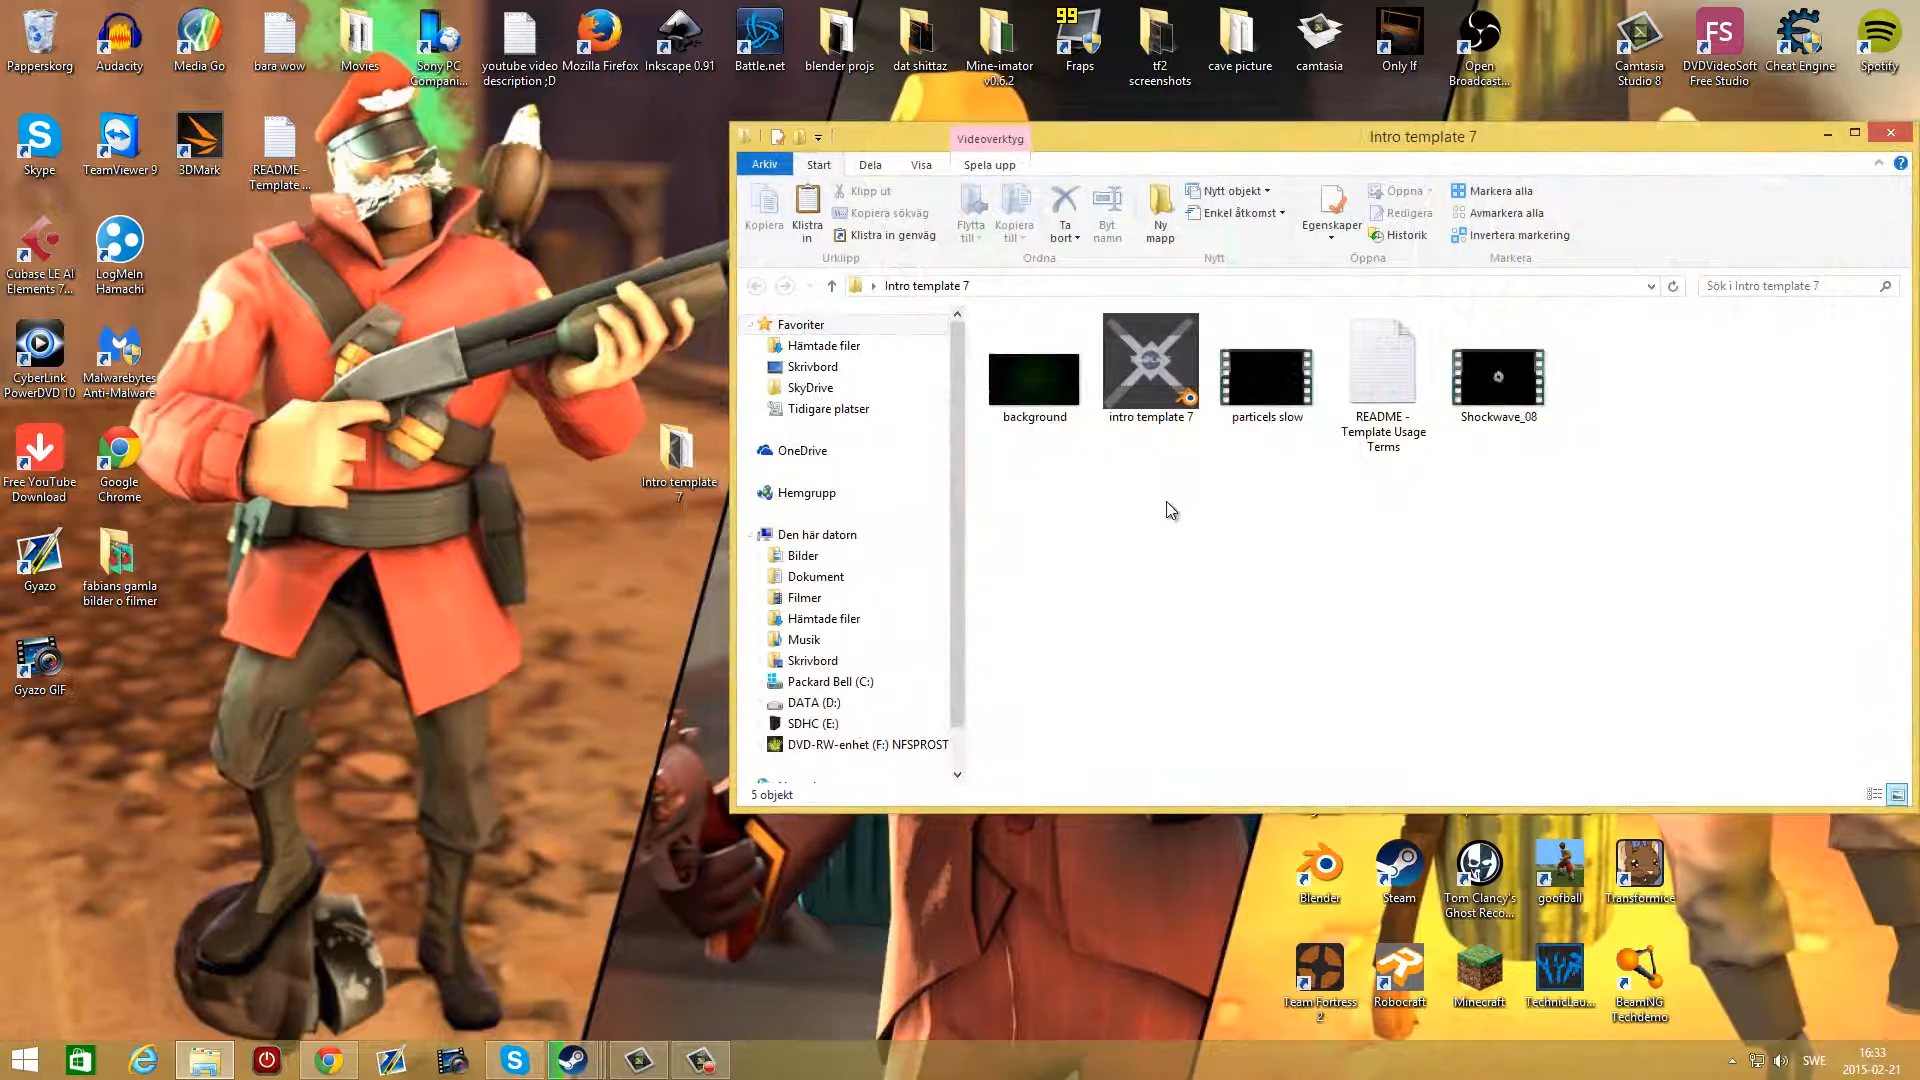 Papperskorg
Audacity
Media Go
bara wow
Movies
Sony PC
Compani...
youtube video
description ;D
Mozilla Firefox
Inkscape 0.91
Battle.net
blender projs
dat shittaz
Mine-imator
v0.6.2
99
Fraps
tf2
screenshots
cave picture
camtasia
Only If
Open
Broadcast...
Camtasia
Studio 8
FS
DVDVideoSoft
Free Studio
Cheat Engine
Spotify
Skype
TeamViewer 9
3DMark
README -
Template ...
Cubase LE AI
Elements 7...
LogMeIn
Hamachi
CyberLink
PowerDVD 10
Malwarebytes
Anti-Malware
Free YouTube
Download
Google
Chrome
Gyazo
fabians gamla
bilder o filmer
Gyazo GIF
Intro template
7
Videoverktyg
Intro template 7
Arkiv
Start
Dela
Visa
Spela upp
Kopiera
Klistra
in
Klipp ut
Kopiera sökväg
Klistra in genväg
Urklipp
Flytta
till
Kopiera
till
Ta
bort
Byt
namn
Ordna
Ny
mapp
Nytt objekt
Enkel åtkomst
Nytt
Egenskaper
Öppna
Redigera
Historik
Öppna
Markera alla
Avmarkera alla
Invertera markering
Markera
Intro template 7
Sök i Intro template 7
Favoriter
Hämtade filer
Skrivbord
SkyDrive
Tidigare platser
OneDrive
Hemgrupp
Den här datorn
Bilder
Dokument
Filmer
Hämtade filer
Musik
Skrivbord
Packard Bell (C:)
DATA (D:)
SDHC (E:)
DVD-RW-enhet (F:) NFSPROST
background
intro template 7
particels slow
README -
Template Usage
Terms
Shockwave_08
5 objekt
Blender
Steam
Tom Clancy's
Ghost Reco...
goofball
Transformice
Team Fortress
2
Robocraft
Minecraft
TechnicLau...
BeamNG
Techdemo
SWE
16:33
2015-02-21